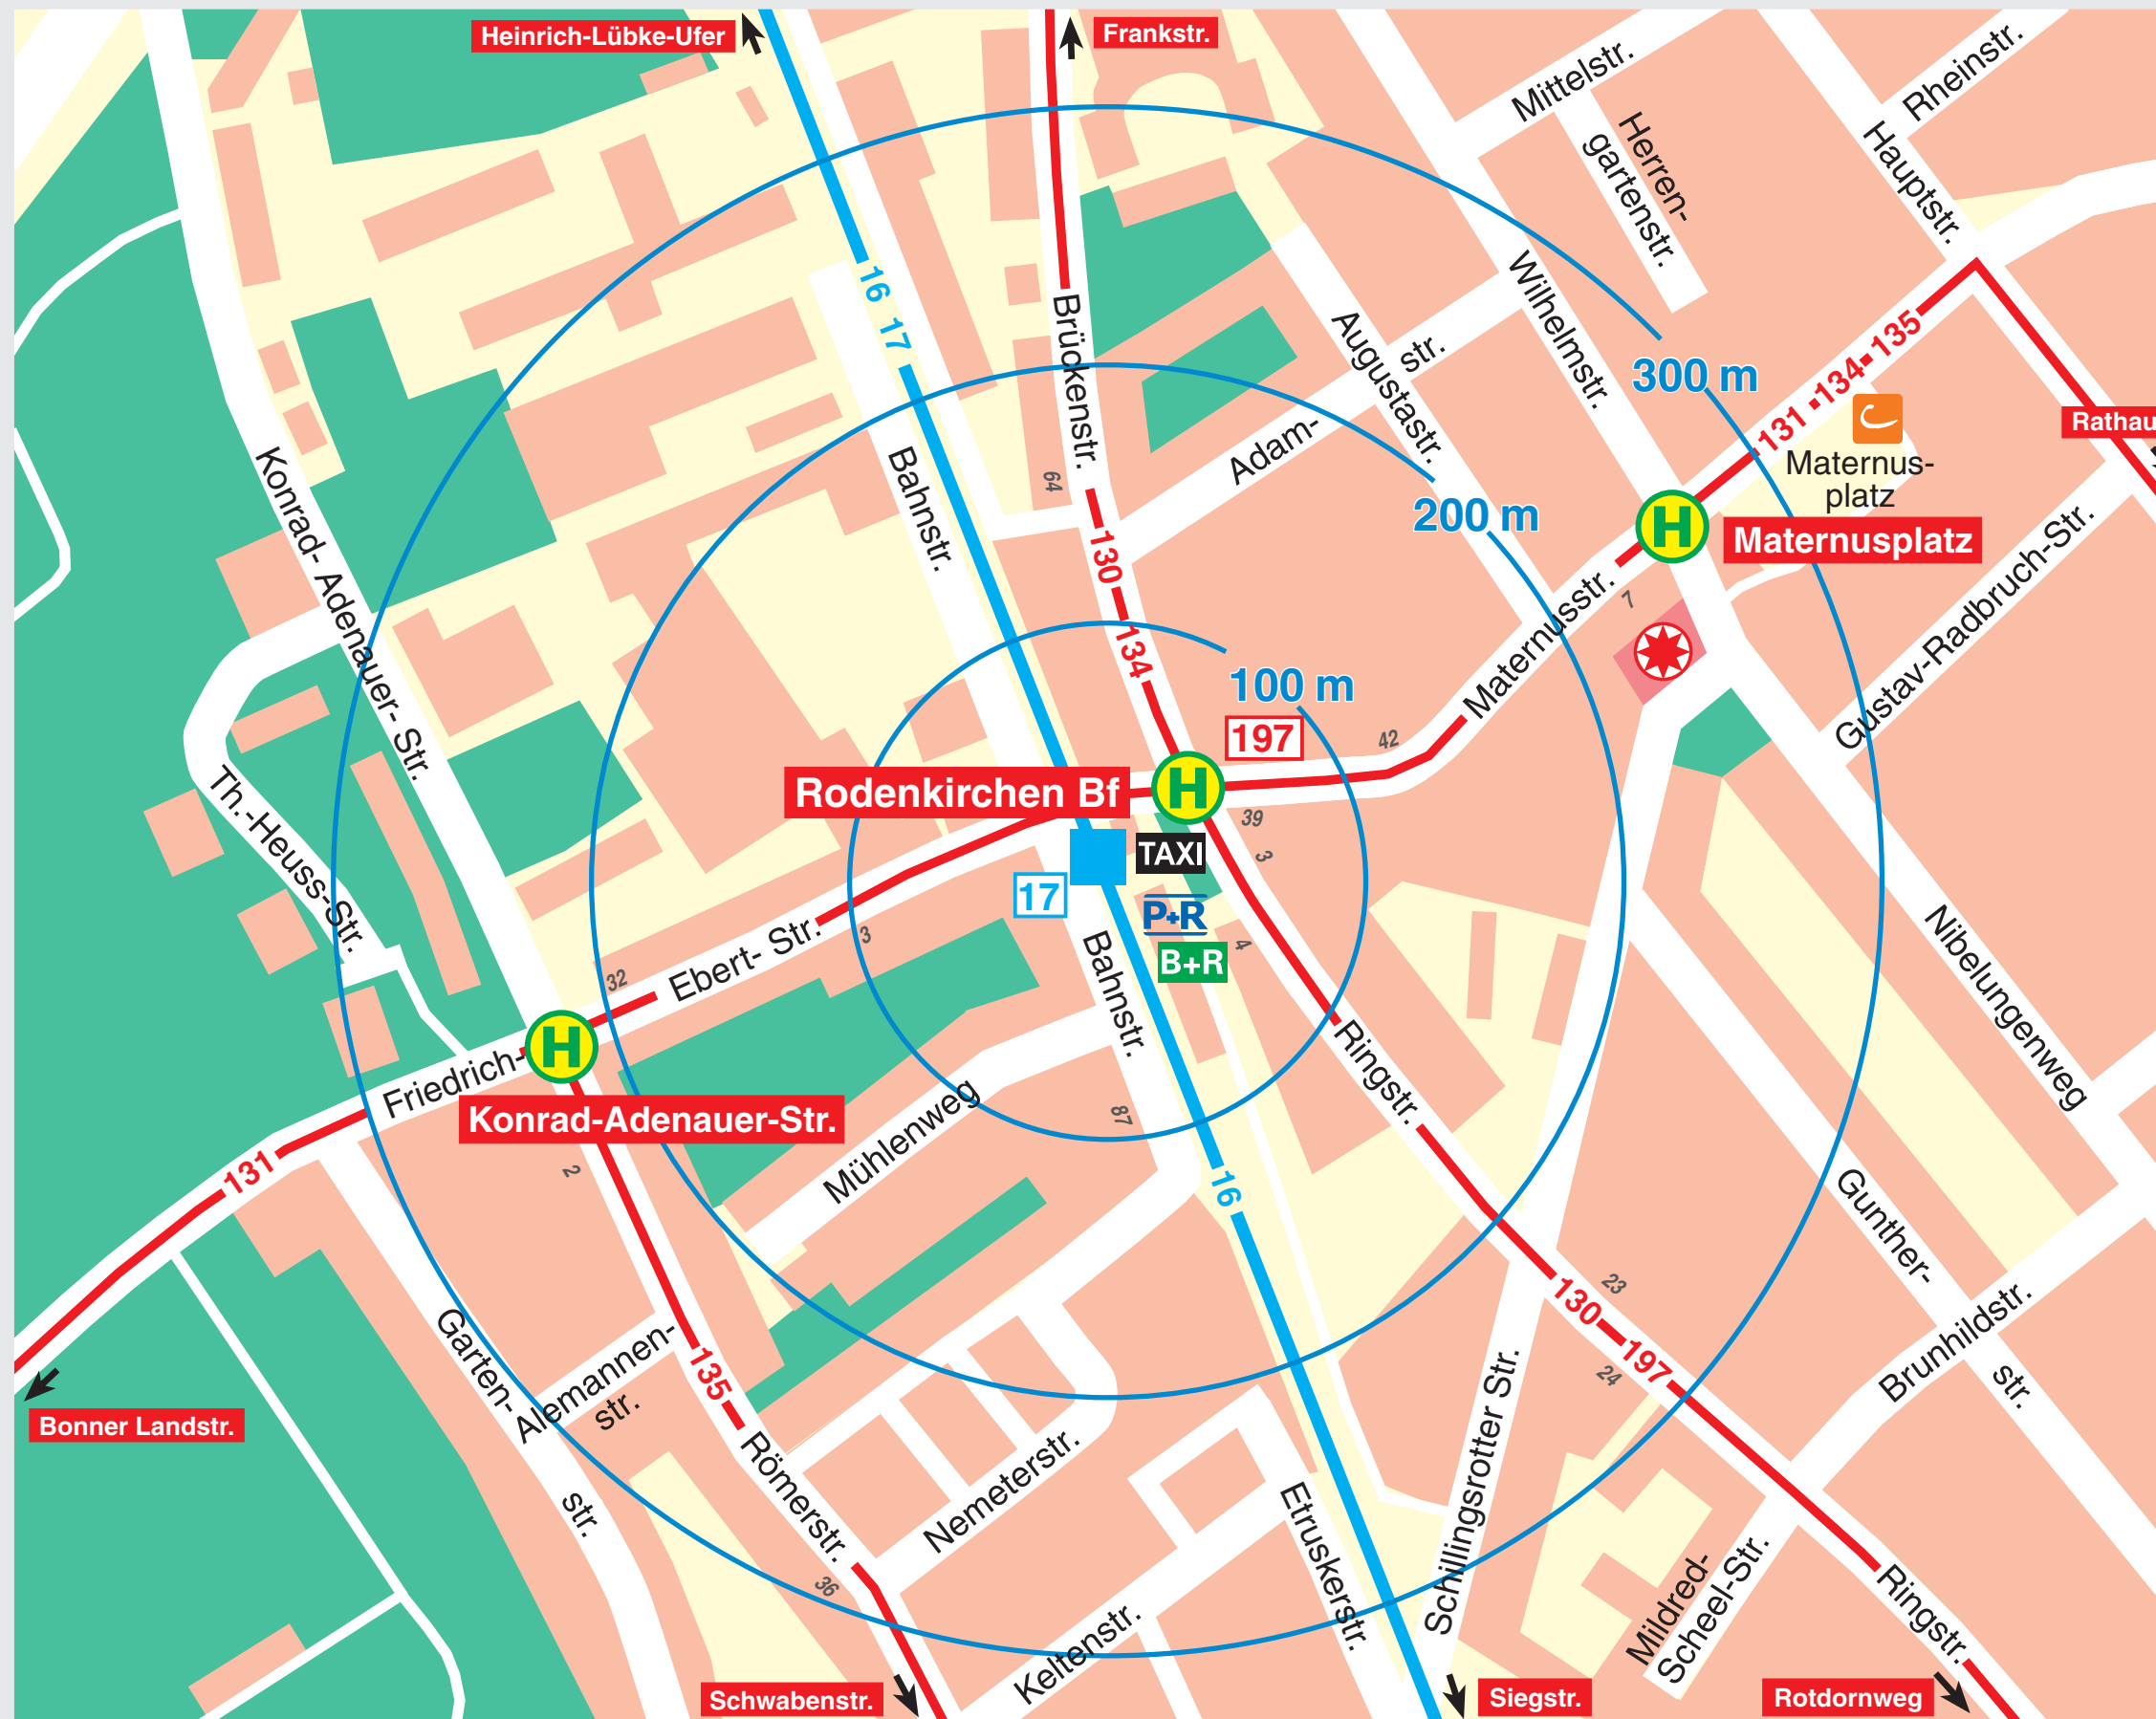 Heinrich-Lübke-Ufer
Frankstr.
Mittelstr.
Rheinstr.
Herren-
gartenstr.
Hauptstr.
16
17
Brückenstr.
Augustastr.
Adam-
str.
Wilhelmstr.
300 m
131
134
135
Rathau
Maternus-
platz
Maternusplatz
H
200 m
64
Bahnstr.
Konrad- Adenauer- Str.
130
134
7
Maternusstr.
Gustav-Radbruch-Str.
100 m
197
42
Rodenkirchen Bf
H
39
3
TAXI
17
P+R
B+R
4
Th.-Heuss-Str.
3
Ebert- Str.
32
H
Friedrich-
Konrad-Adenauer-Str.
Bahnstr.
Ringstr.
Nibelungenweg
87
Mühlenweg
131
2
16
Gunther-
str.
23
130
197
24
Brunhildstr.
Garten-
str.
Alemannen-
str.
135
Römerstr.
Bonner Landstr.
Nemeterstr.
36
Keltenstr.
Etruskerstr.
Schillingsrotter Str.
Mildred-
Scheel-Str.
Ringstr.
Schwabenstr.
Siegstr.
Rotdornweg